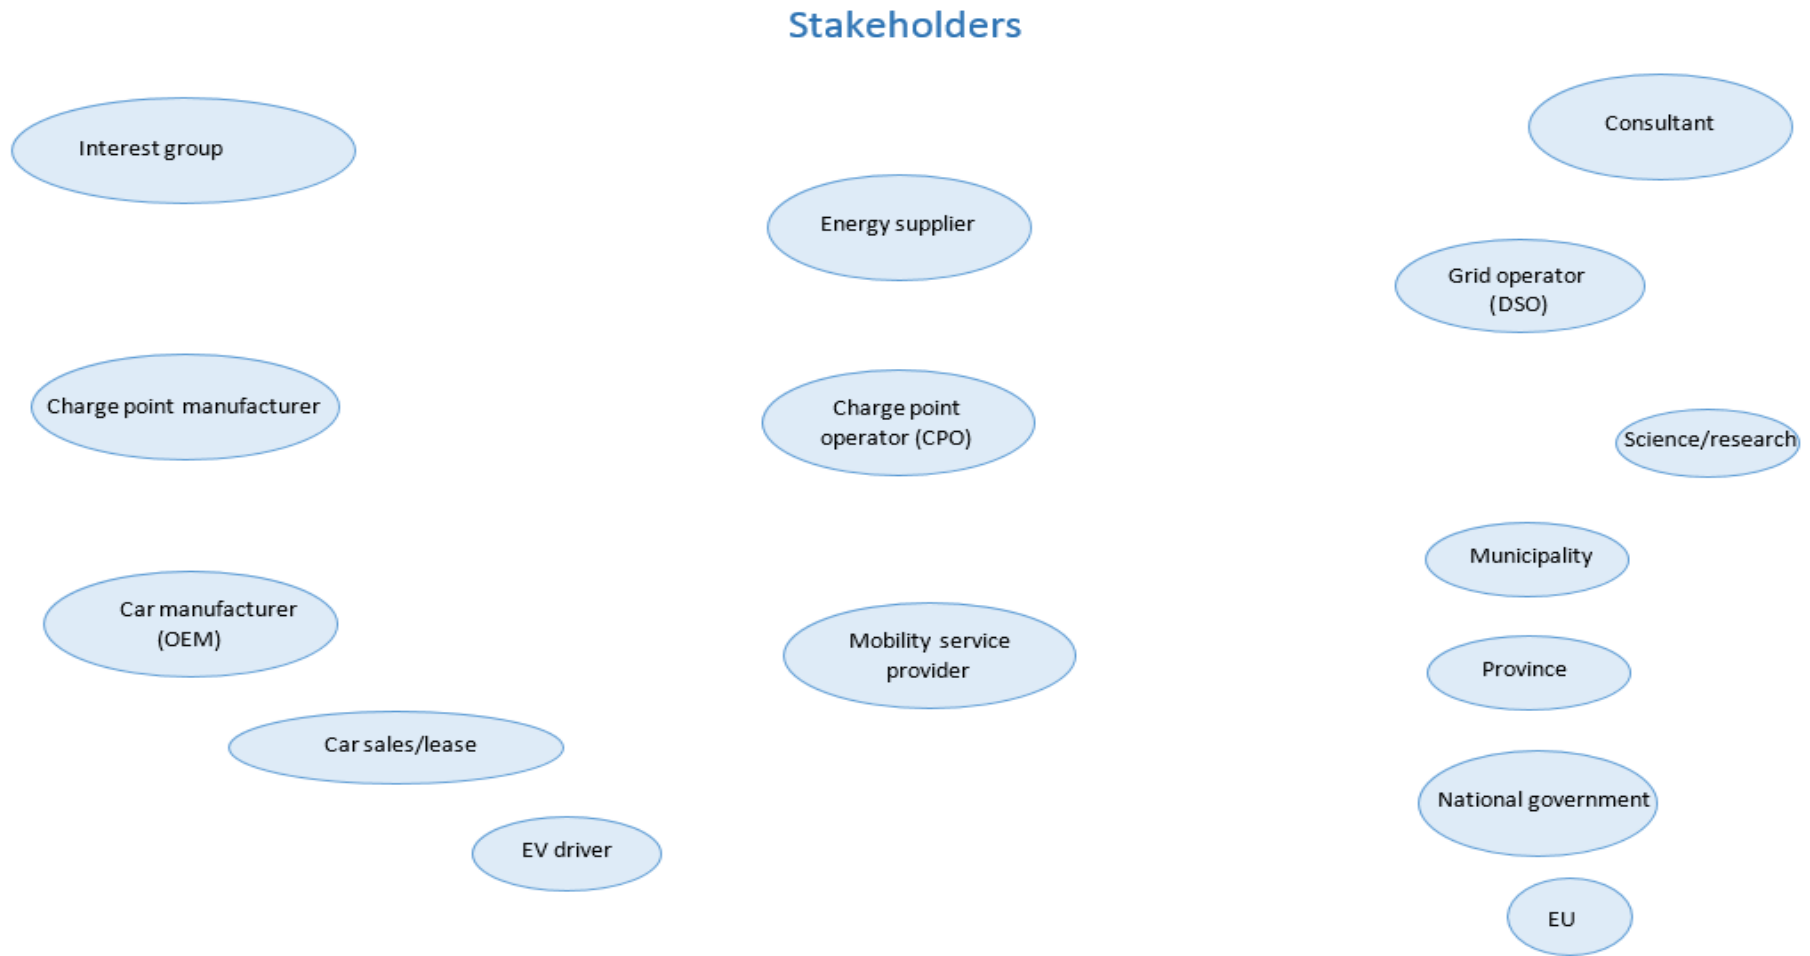 Stakeholders
Interest group
Consultant
Energy supplier
Grid operator
(DSO)
Charge point manufacturer
Charge point
operator (CPO)
Science/research
Municipality
Car manufacturer
(OEM)
Mobility service
provider
Province
Car sales/lease
National government
EV driver
EU